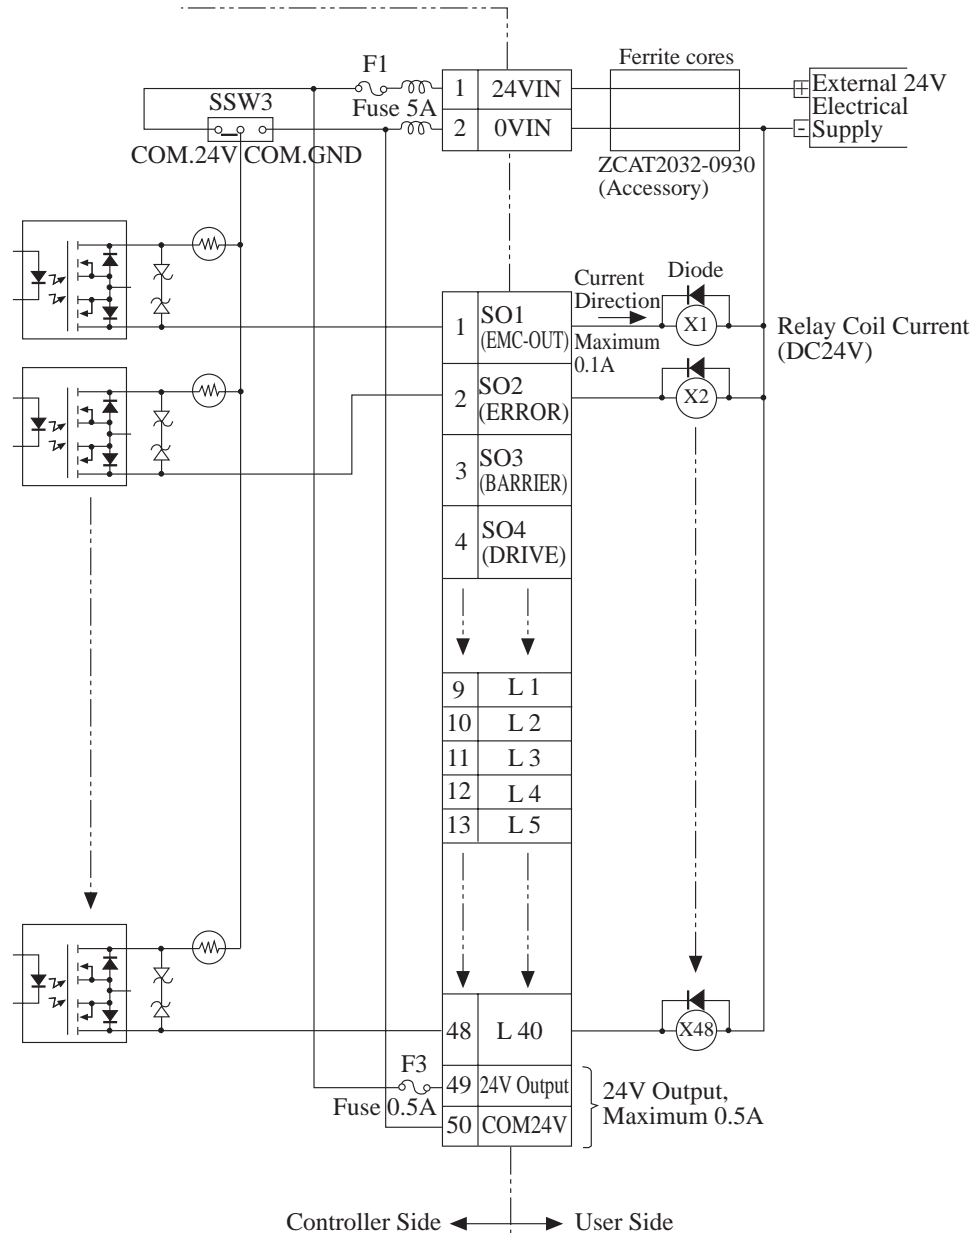 Ferrite cores
F1
Fuse 5A
1 24VIN
2 0VIN
+ External 24V
Electrical
- Supply
SSW3
COM.24V COM.GND
ZCAT2032-0930
(Accessory)
Current
Direction
Diode
1 SO1
(EMC-OUT)
Maximum
0.1A
X1
Relay Coil Current
(DC24V)
2 SO2
(ERROR)
X2
3 SO3
(BARRIER)
4 SO4
(DRIVE)
9 L 1
10 L 2
11 L 3
12 L 4
13 L 5
48 L 40
X48
F3
Fuse 0.5A
49 24V Output
50 COM24V
24V Output,
Maximum 0.5A
Controller Side User Side